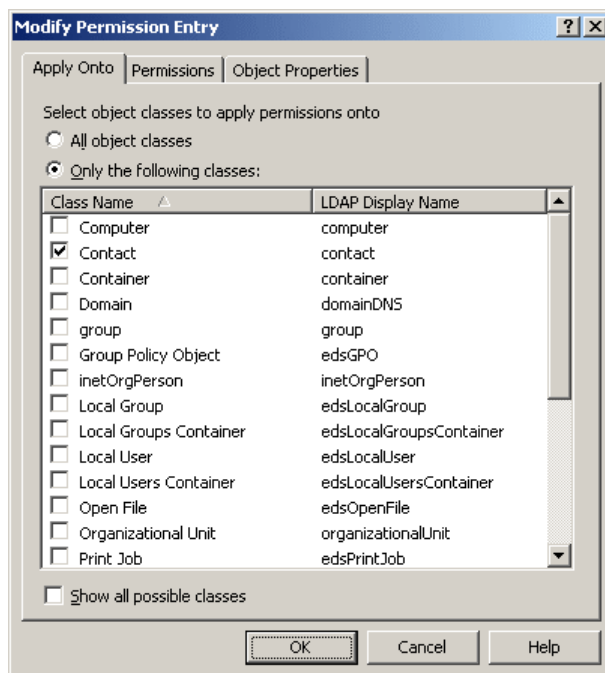 Modify Permission Entry
Apply Onto Permissions Object Properties
Select object classes to apply permissions onto
All object classes
Only the following classes:
Class Name LDAP Display Name
Computer computer
Contact contact
Container container
Domain domainDNS
group group
Group Policy Object edsGPO
inetOrgPerson inetOrgPerson
Local Group edsLocalGroup
Local Groups Container edsLocalGroupsContainer
Local User edsLocalUser
Local Users Container edsLocalUsersContainer
Open File edsOpenFile
Organizational Unit organizationalUnit
Print Job edsPrintJob
Show all possible classes
OK Cancel Help